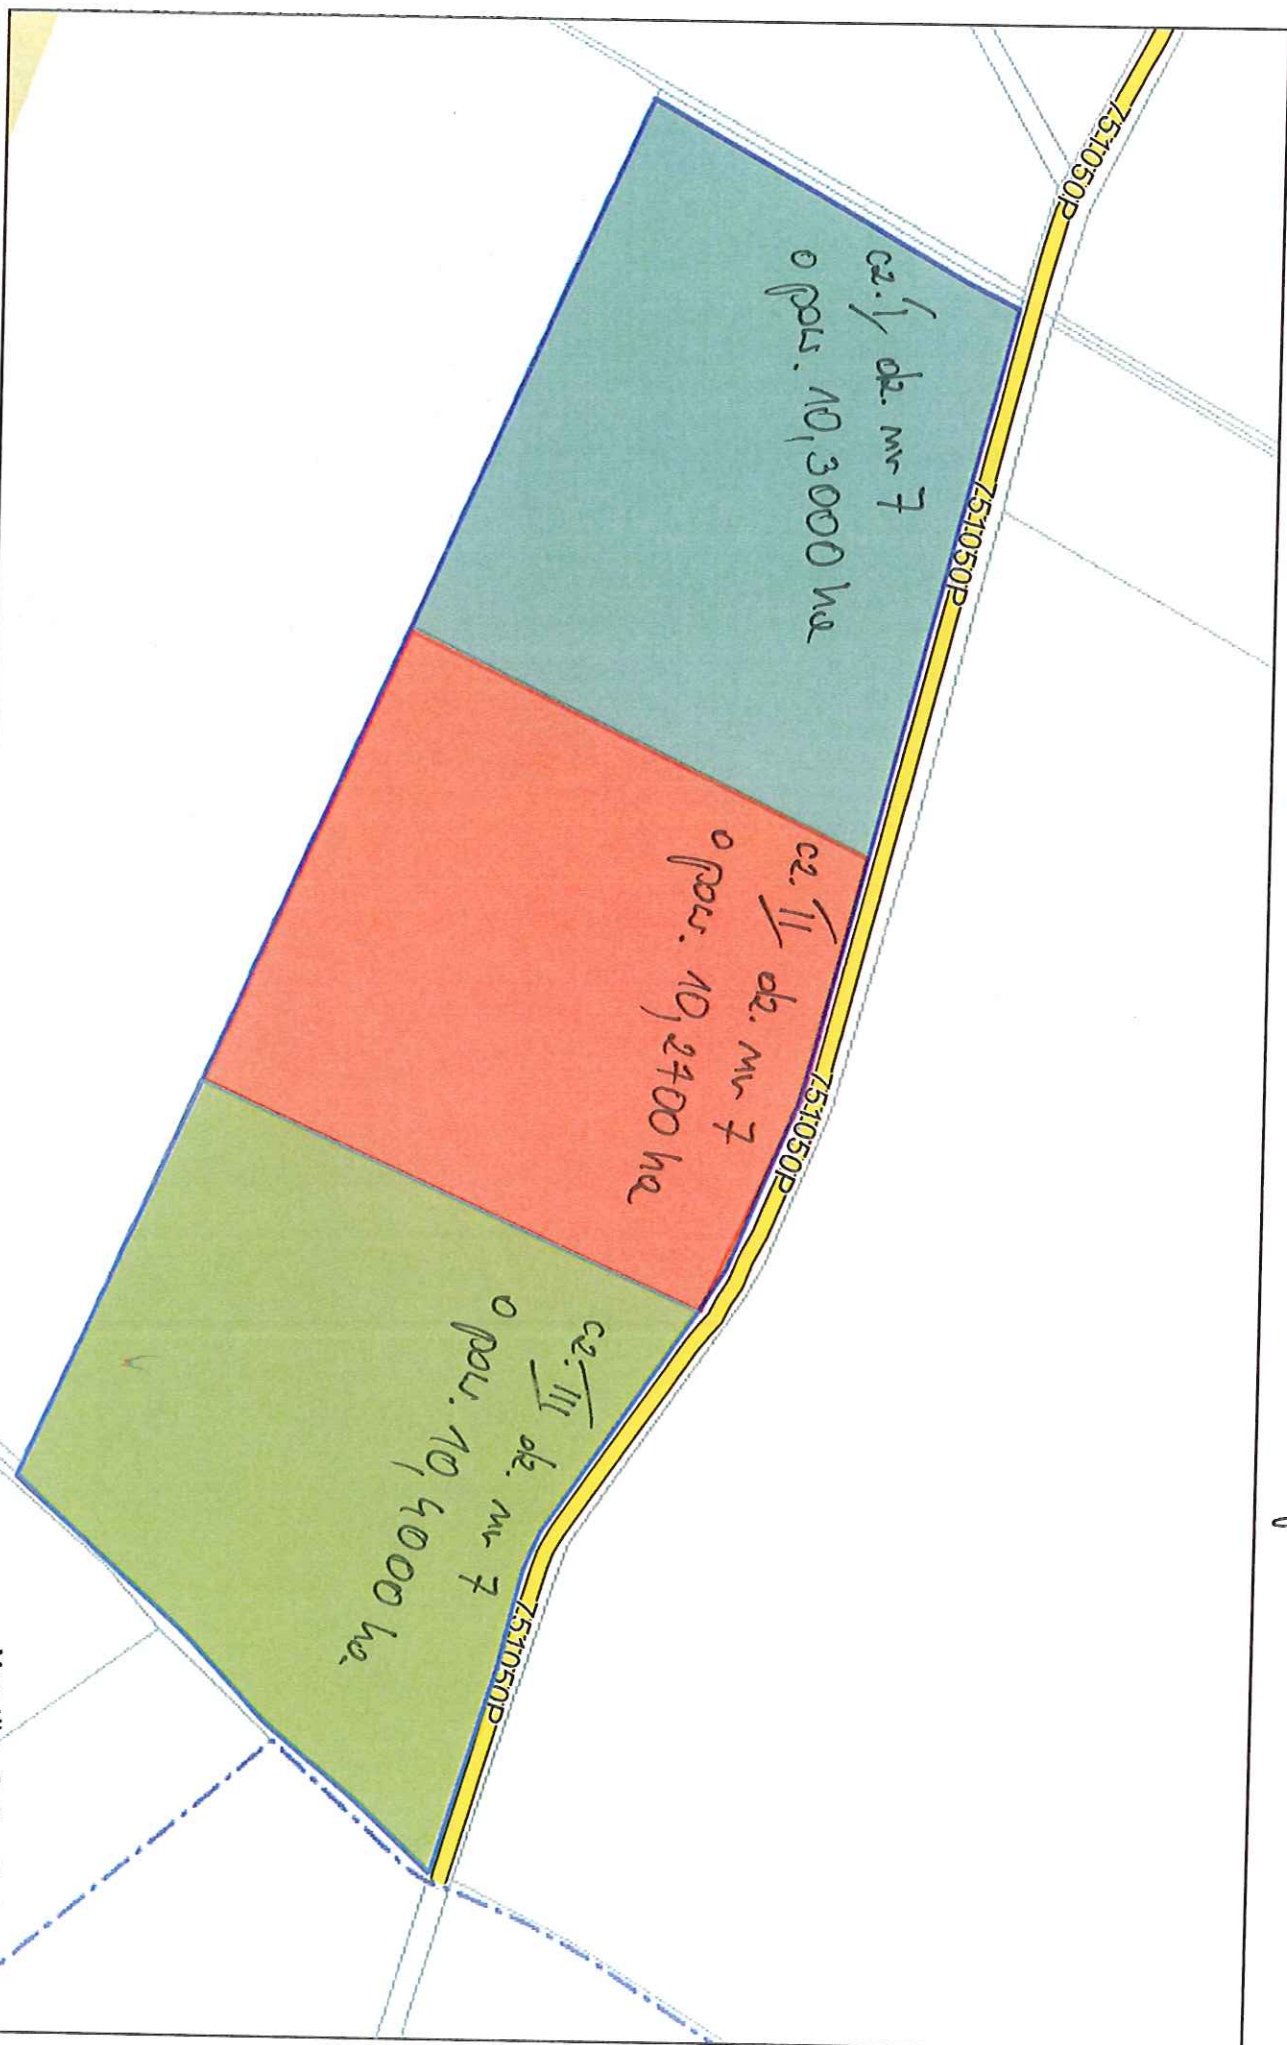 751050P
751050P
751050P
751050P
cz. I dz. nr 7
o pow. 10,3000 ha
cz. II dz. nr 7
o pow. 10,2700 ha
cz. III dz. nr 7
o pow. 10,4000 ha